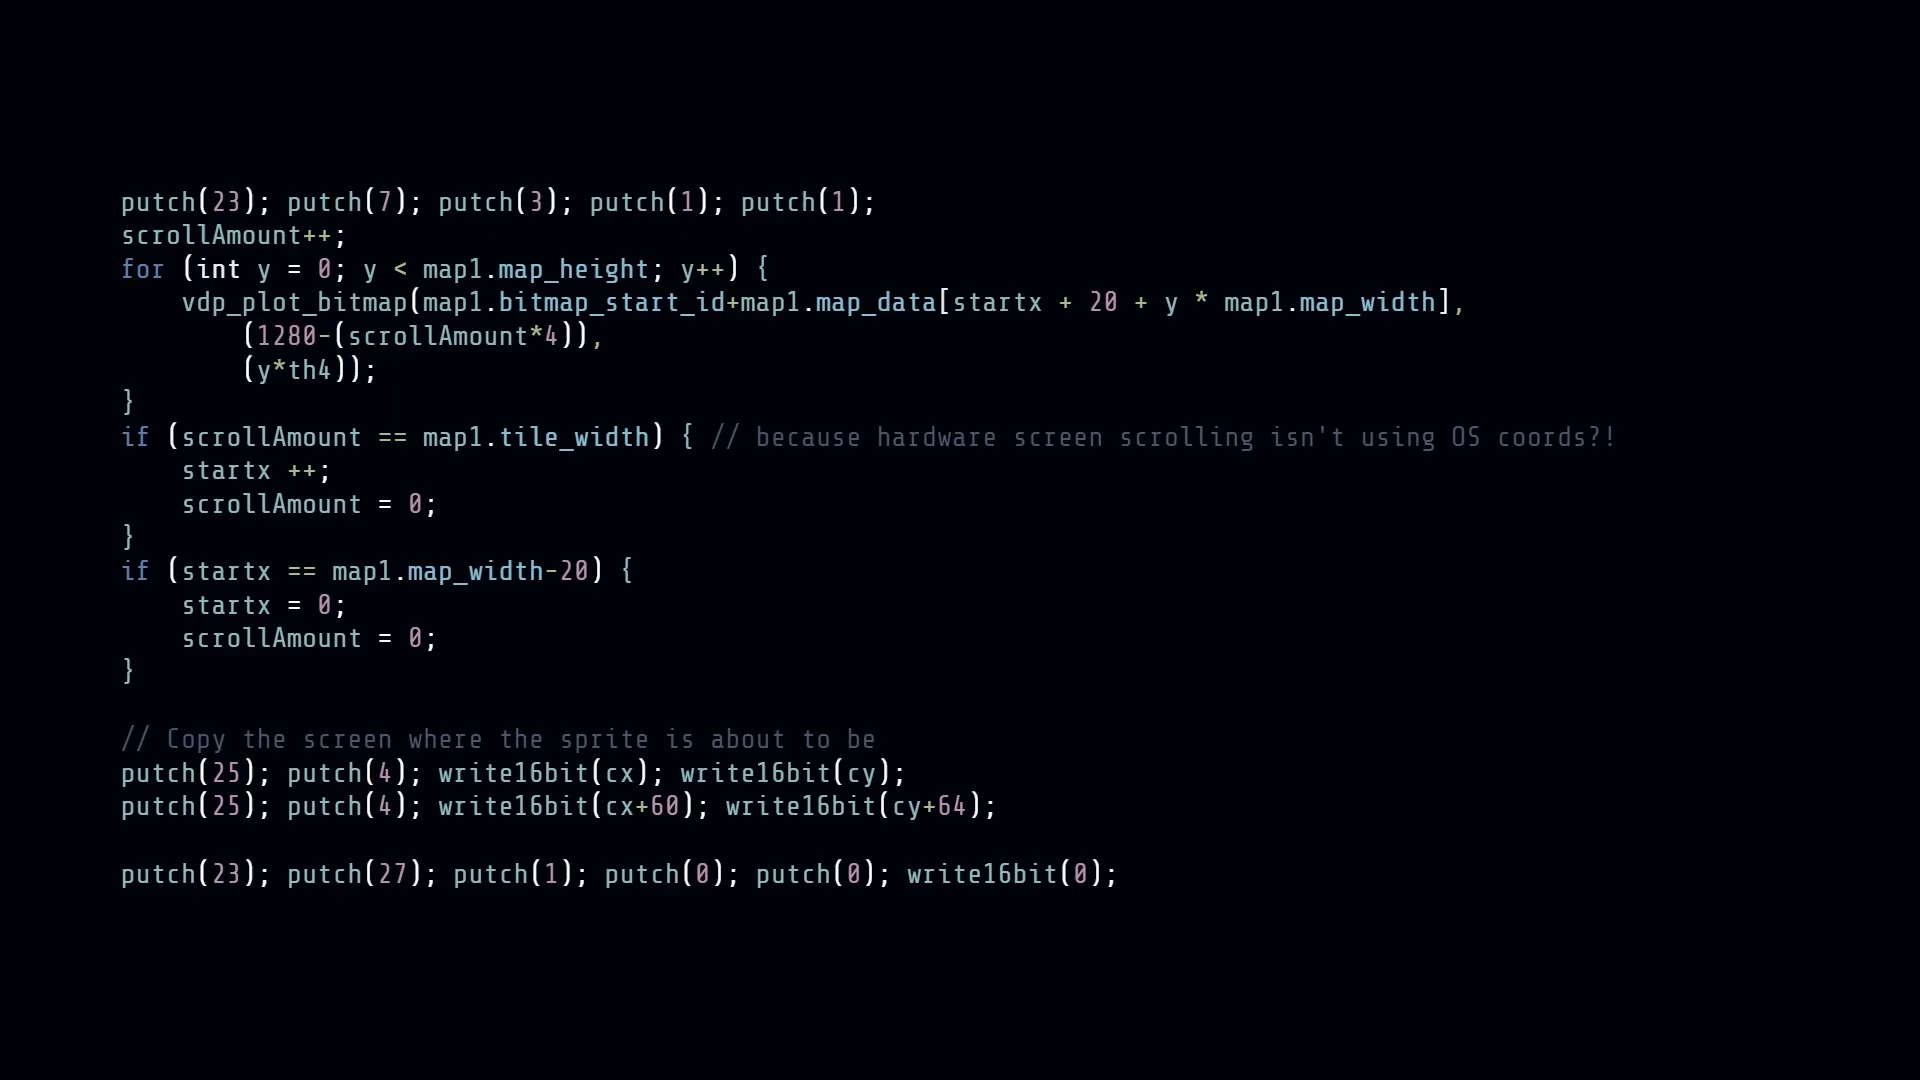 putch(23); putch(7); putch(3); putch(1); putch(1);
scrollAmount++;
for (int y = 0; y < map1.map_height; y++) {
    vdp_plot_bitmap(map1.bitmap_start_id+map1.map_data[startx + 20 + y * map1.map_width],
        (1280-(scrollAmount*4)),
        (y*th4));
}
if (scrollAmount == map1.tile_width) { // because hardware screen scrolling isn't using OS coords?!
    startx ++;
    scrollAmount = 0;
}
if (startx == map1.map_width-20) {
    startx = 0;
    scrollAmount = 0;
}
// Copy the screen where the sprite is about to be
putch(25); putch(4); write16bit(cx); write16bit(cy);
putch(25); putch(4); write16bit(cx+60); write16bit(cy+64);
putch(23); putch(27); putch(1); putch(0); putch(0); write16bit(0);